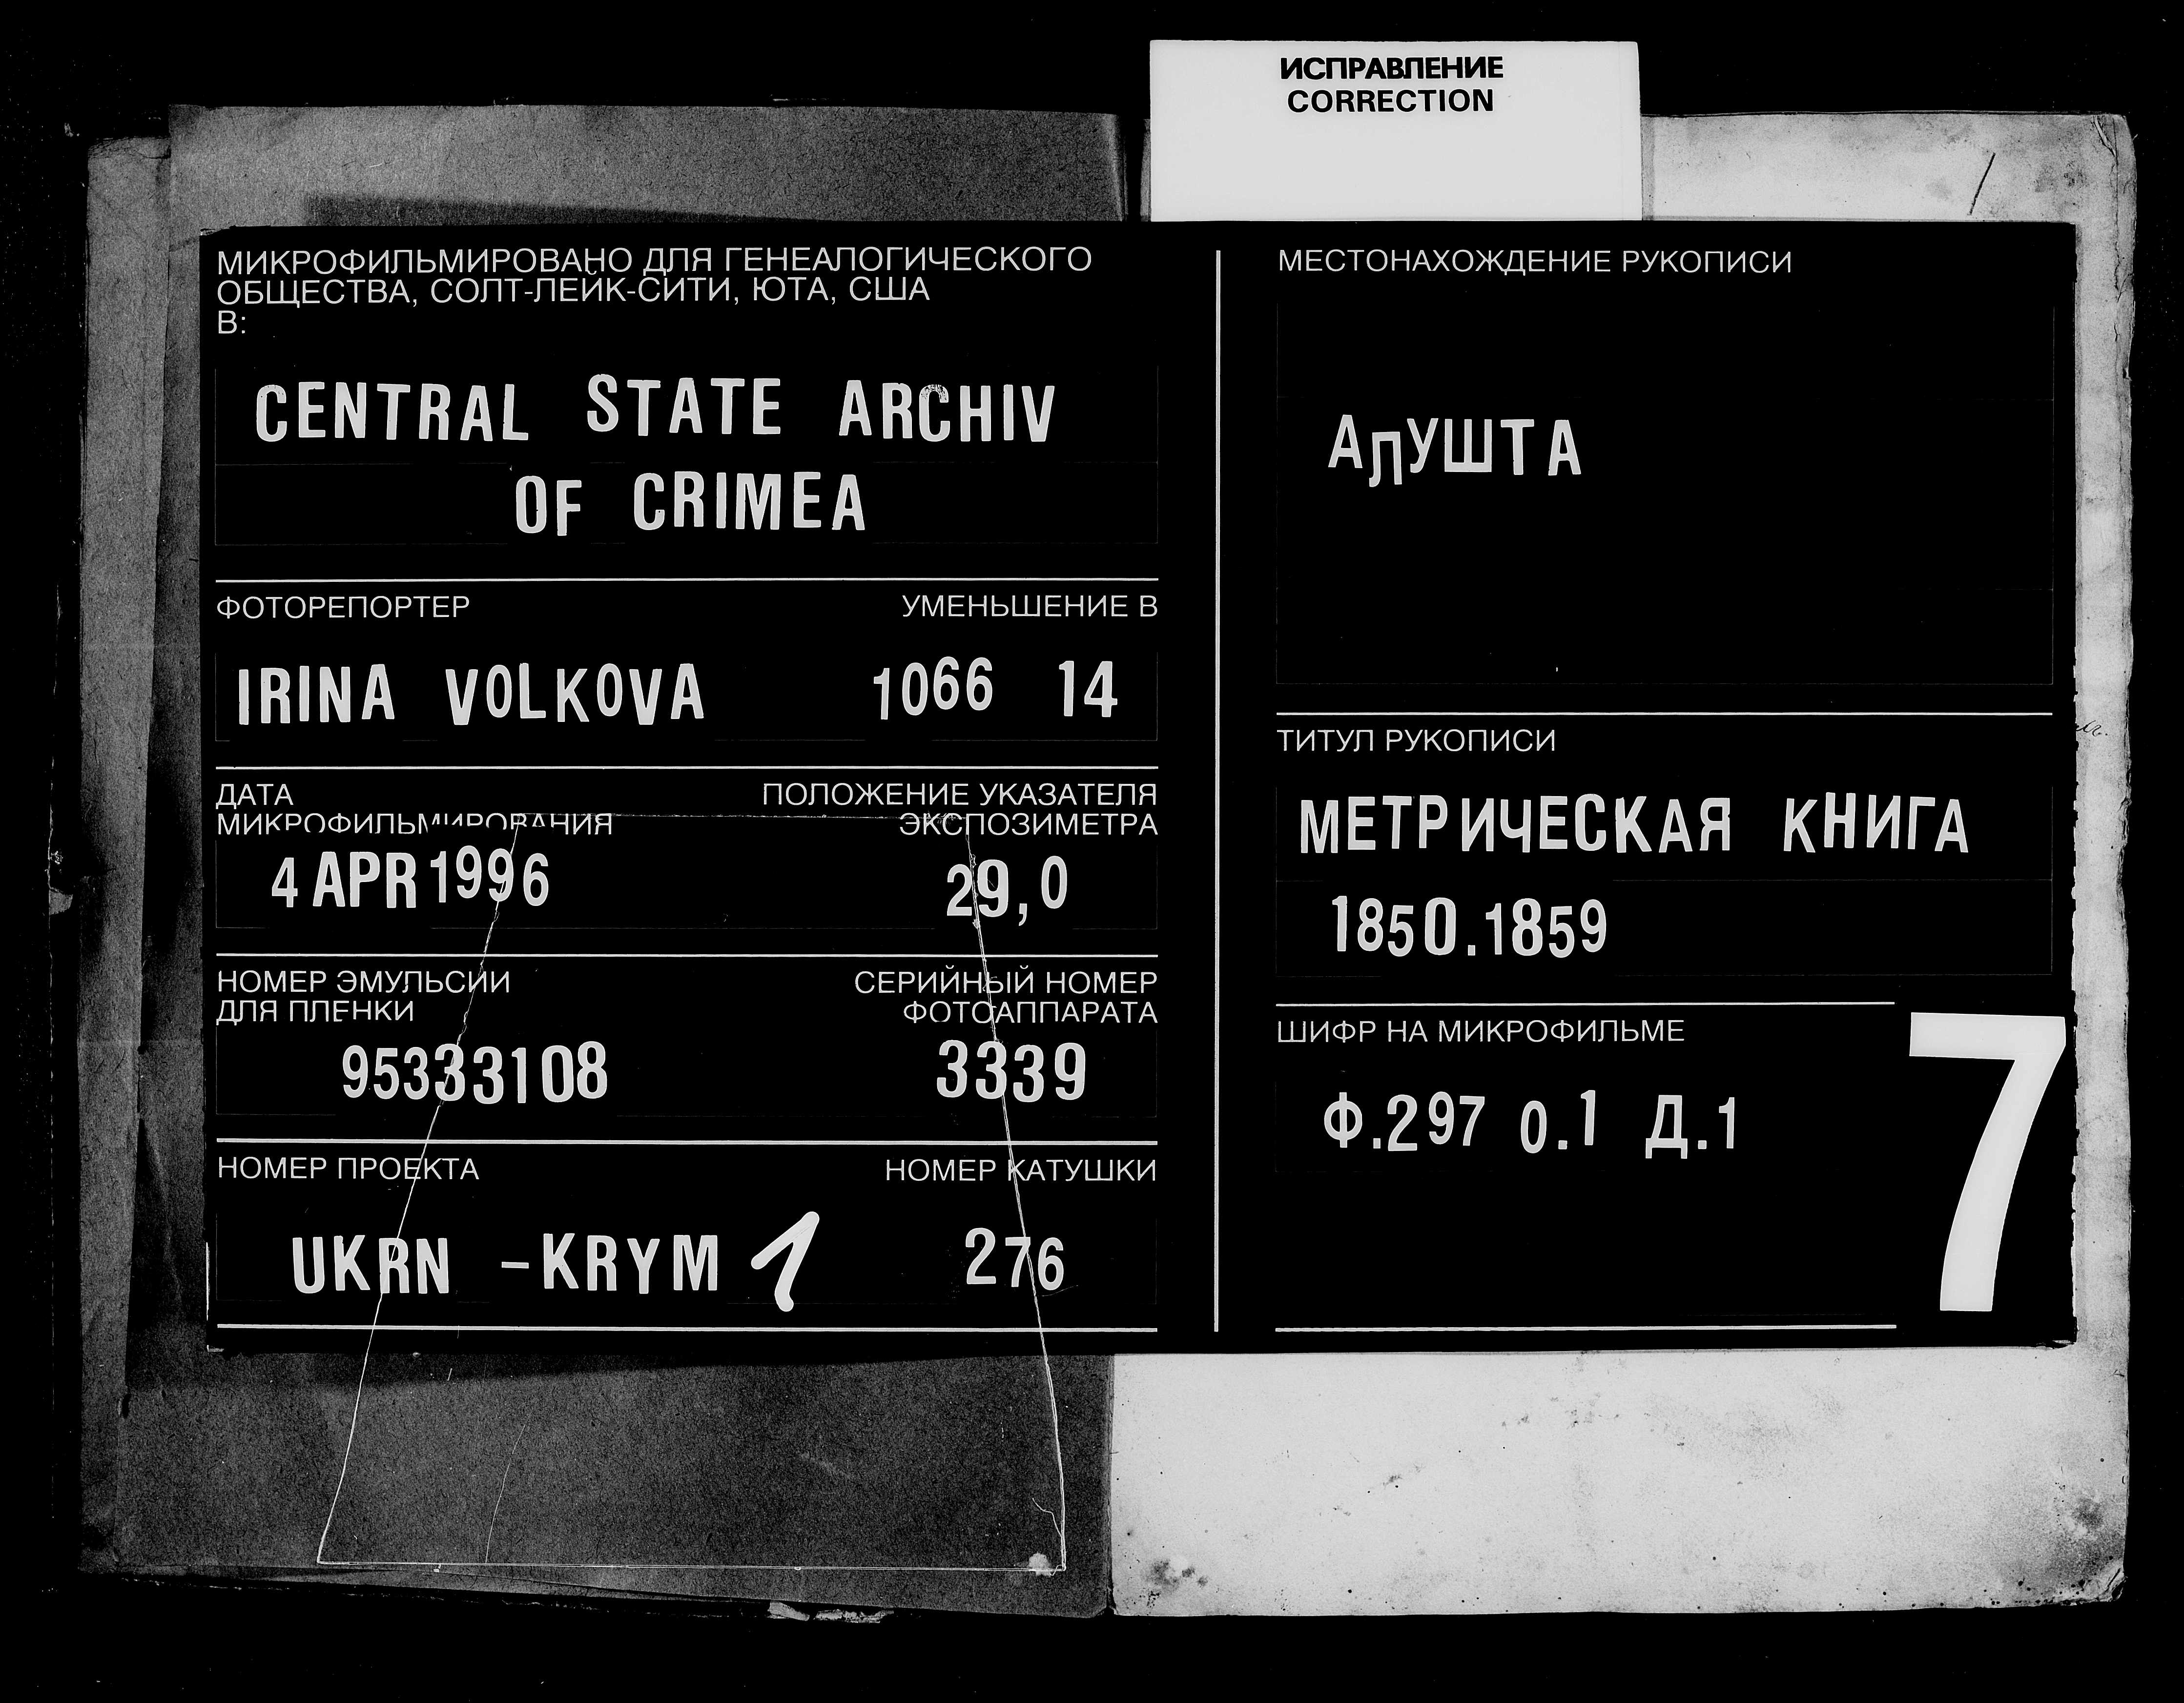 ИСПРАВЛЕНИЕ
CORRECTION
МИКРОФИЛЬМИРОВАНО ДЛЯ ГЕНЕАЛОГИЧЕСКОГО
ОБЩЕСТВА, СОЛТ-ЛЕЙК-СИТИ, ЮТА, США
В:
CENTRAL STATE ARCHIV
OF CRIMEA
ФОТОРЕПОРТЕР УМЕНЬШЕНИЕ В
IRINA VOLKOVA 1066 14
ДАТА ПОЛОЖЕНИЕ УКАЗАТЕЛЯ
МИКРОФИЛЬМИРОВАНИЯ ЭКСПОЗИМЕТРА
4 APR 1996 29,0
НОМЕР ЭМУЛЬСИИ СЕРИЙНЫЙ НОМЕР
ДЛЯ ПЛЕНКИ ФОТОАППАРАТА
95333108 3339
НОМЕР ПРОЕКТА НОМЕР КАТУШКИ
UKRN -KRYM 1 276
МЕСТОНАХОЖДЕНИЕ РУКОПИСИ
АЛУШТА
ТИТУЛ РУКОПИСИ
МЕТРИЧЕСКАЯ КНИГА
1850.1859
ШИФР НА МИКРОФИЛЬМЕ
Ф.297 О.1 Д.1
7